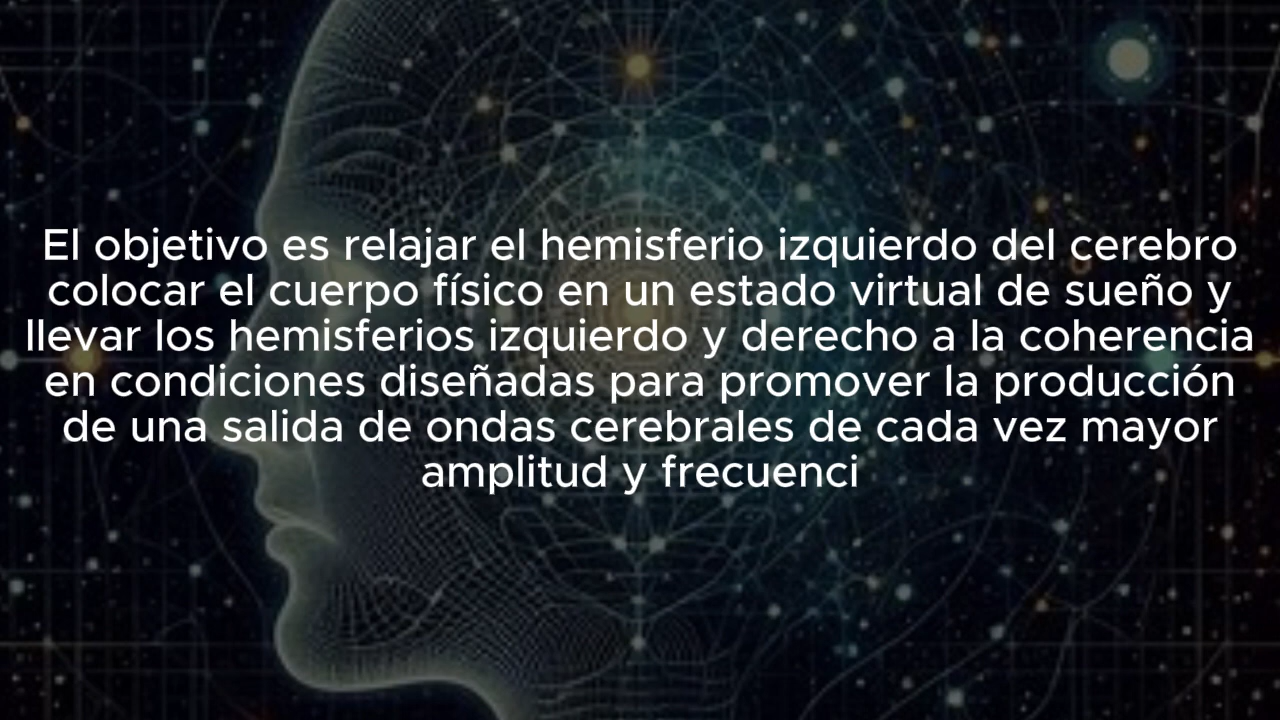 El objetivo es relajar el hemisferio izquierdo del cerebro
colocar el cuerpo físico en un estado virtual de sueño y
llevar los hemisferios izquierdo y derecho a la coherencia
en condiciones diseñadas para promover la producción
de una salida de ondas cerebrales de cada vez mayor
amplitud y frecuenci